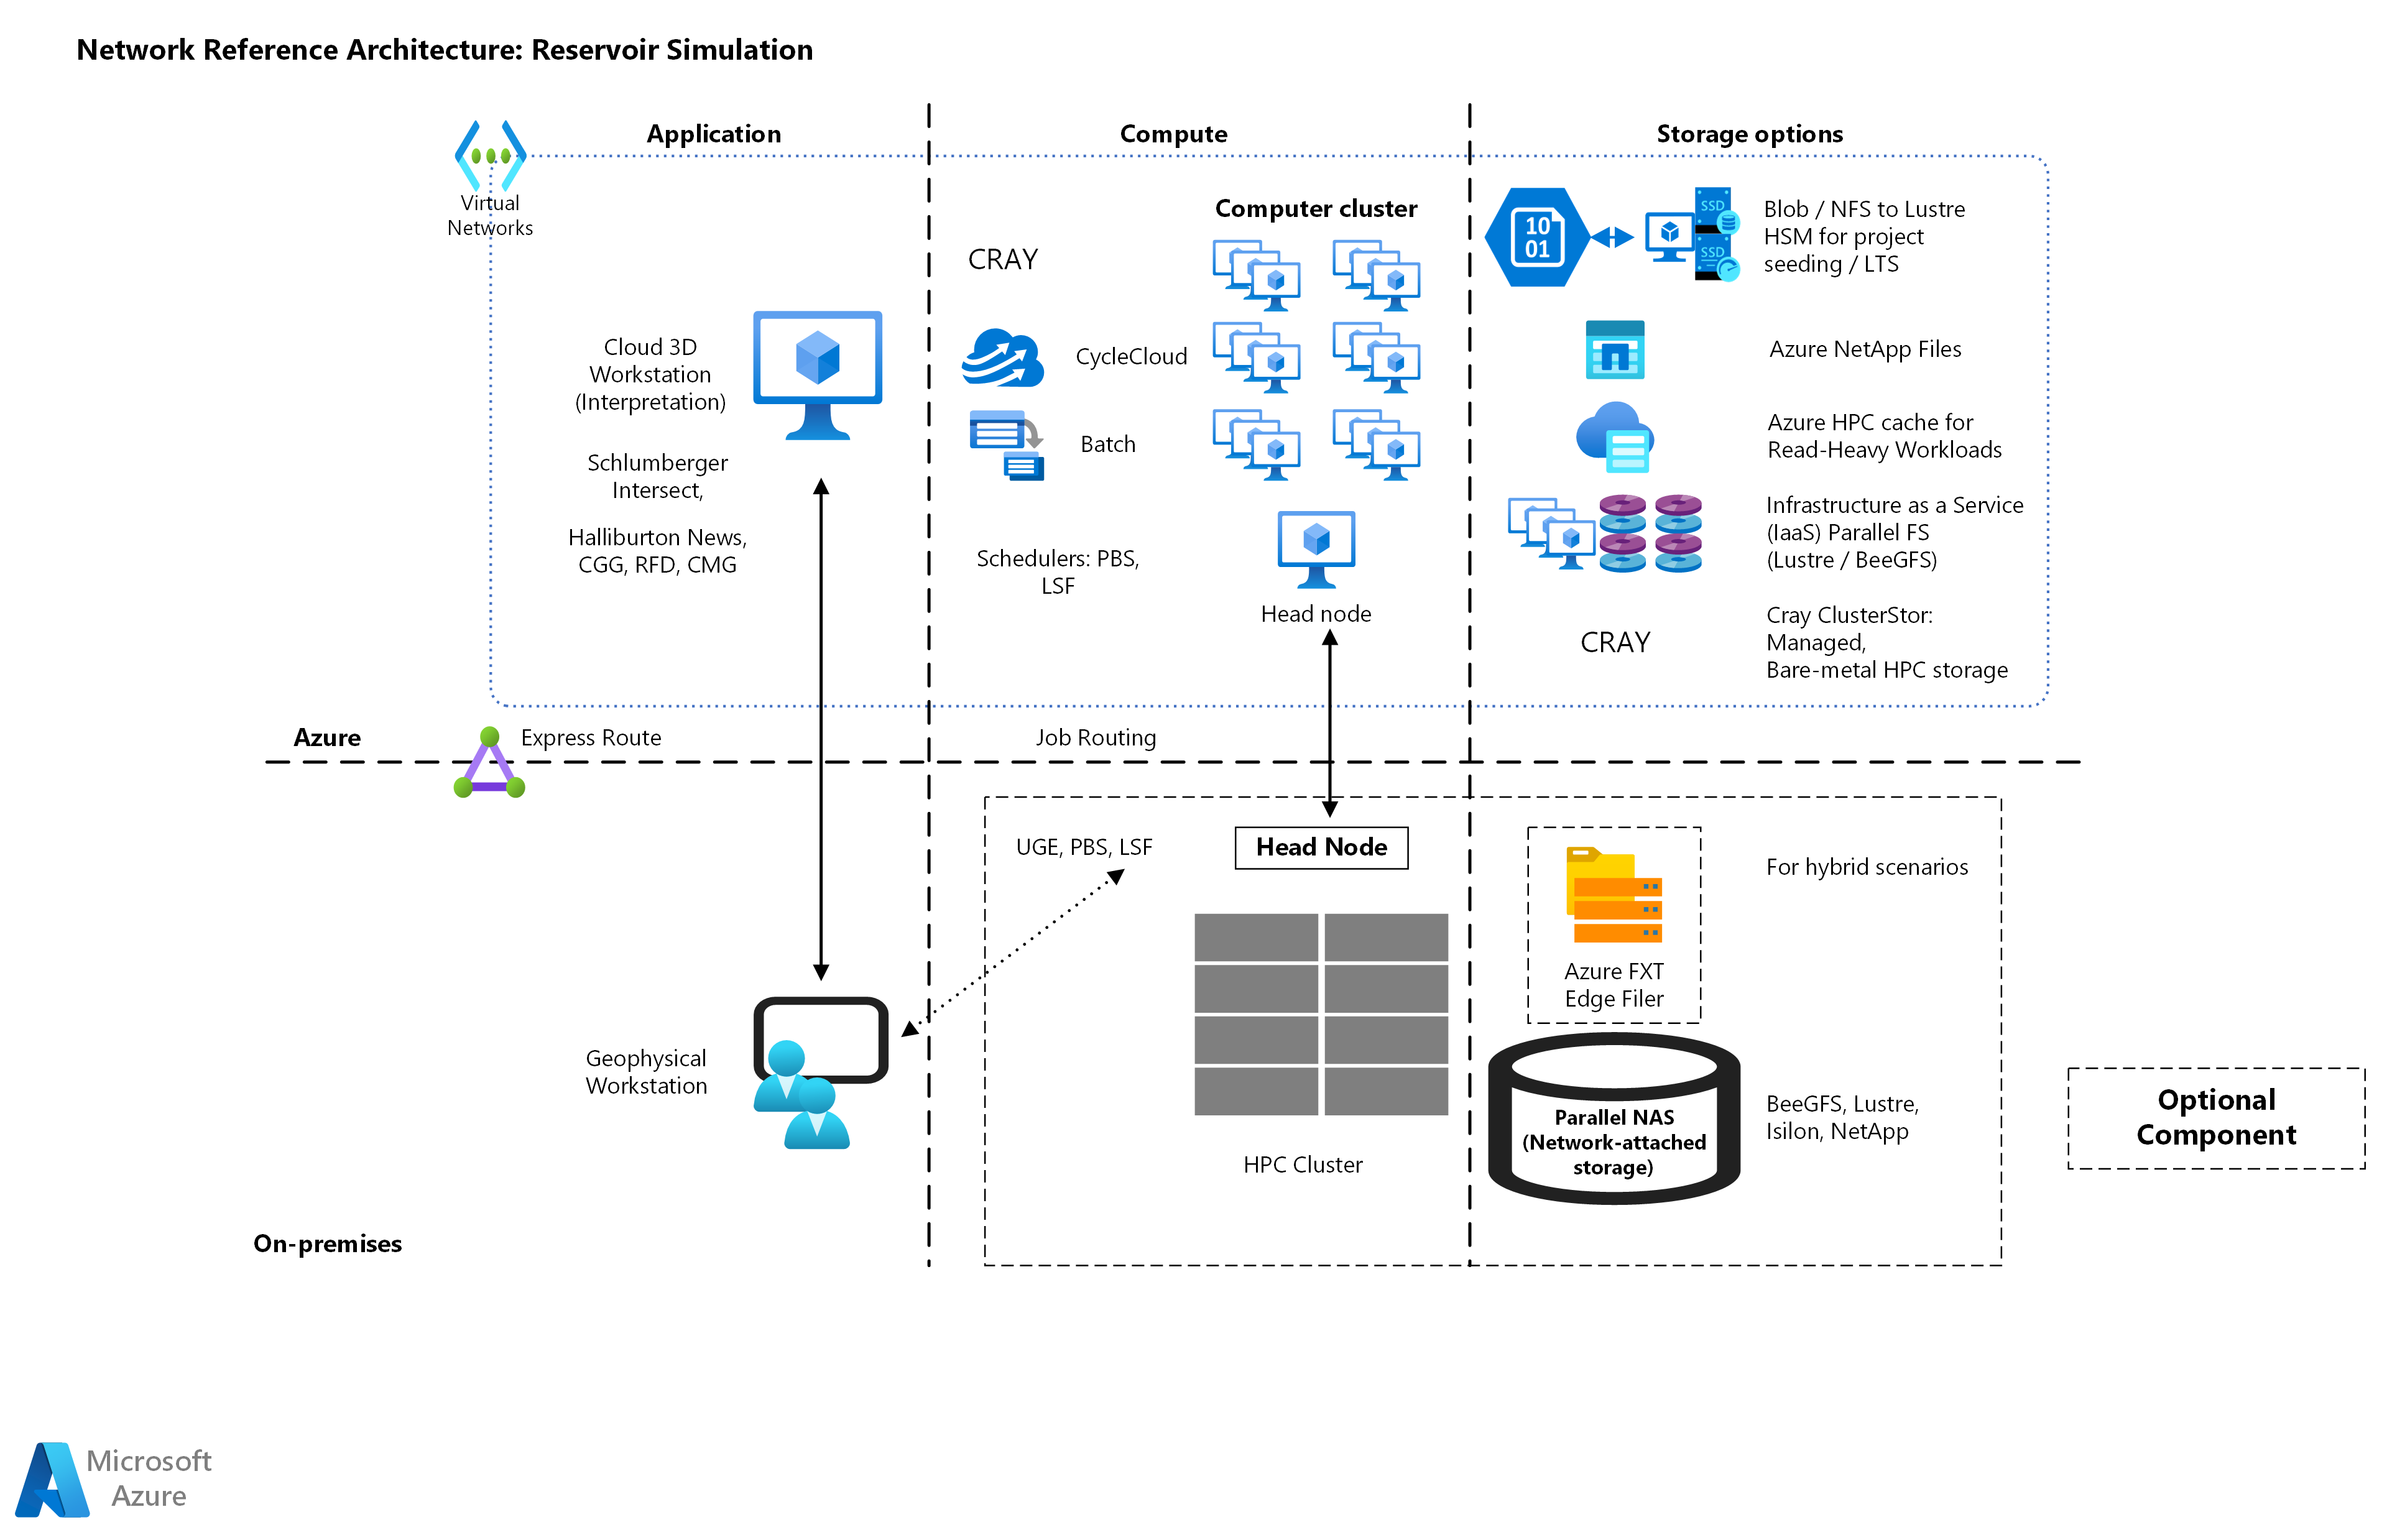 Network Reference Architecture: Reservoir Simulation
Application
Compute
Storage options
Virtual
Networks
Cloud 3D
Workstation
(Interpretation)
Schlumberger
Intersect,
Halliburton News,
CGG, RFD, CMG
CRAY
CycleCloud
Batch
Schedulers: PBS,
LSF
Computer cluster
Head node
10
01
SSD
SSD
Blob / NFS to Lustre
HSM for project
seeding / LTS
Azure NetApp Files
Azure HPC cache for
Read-Heavy Workloads
Infrastructure as a Service
(IaaS) Parallel FS
(Lustre / BeeGFS)
CRAY
Cray ClusterStor:
Managed,
Bare-metal HPC storage
Azure
Express Route
Job Routing
UGE, PBS, LSF
Head Node
HPC Cluster
Geophysical
Workstation
Azure FXT
Edge Filer
For hybrid scenarios
Parallel NAS
(Network-attached
storage)
BeeGFS, Lustre,
Isilon, NetApp
Optional
Component
On-premises
Microsoft
Azure